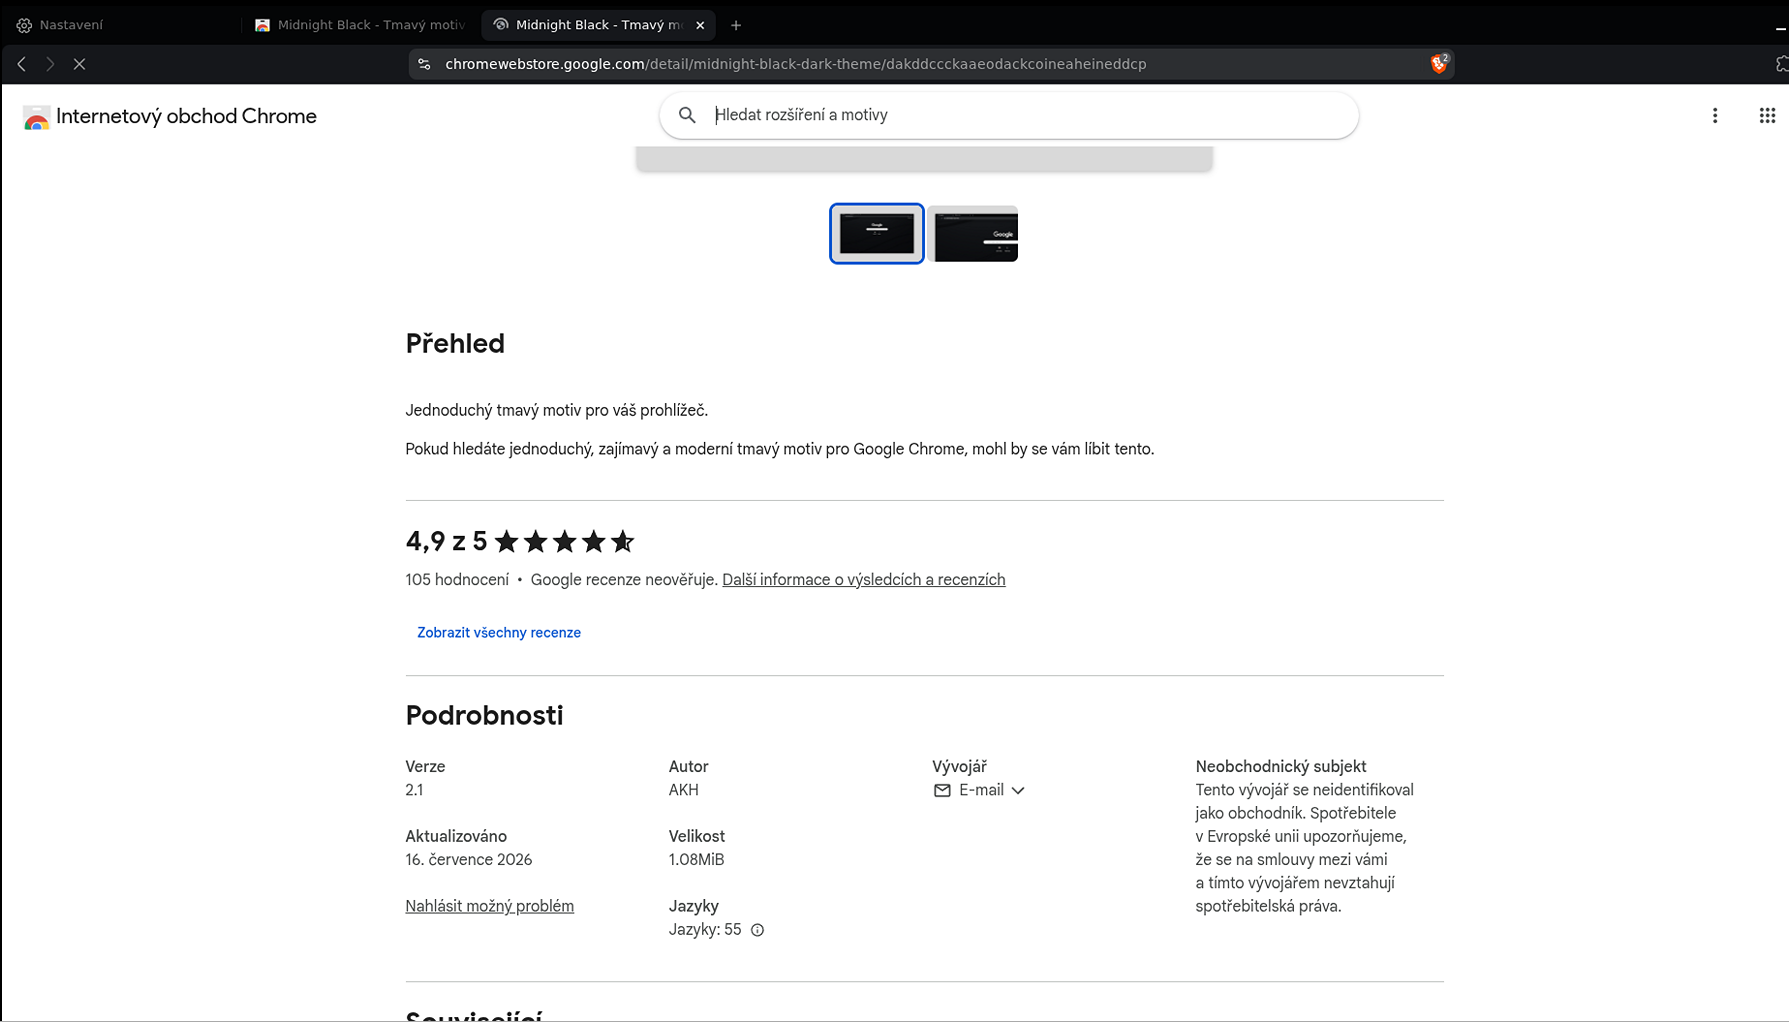 Nastavení
Midnight Black - Tmavý motiv
Midnight Black - Tmavý m
chromewebstore.google.com/detail/midnight-black-dark-theme/dakddccckaaeodackcoineaheineddcp
2
Internetový obchod Chrome
Hledat rozšíření a motivy
Google
Google
Přehled
Jednoduchý tmavý motiv pro váš prohlížeč.
Pokud hledáte jednoduchý, zajímavý a moderní tmavý motiv pro Google Chrome, mohl by se vám líbit tento.
4,9 z 5
105 hodnocení • Google recenze neověřuje. Další informace o výsledcích a recenzích
Zobrazit všechny recenze
Podrobnosti
Verze
2.1
Aktualizováno
16. července 2026
Nahlásit možný problém
Autor
AKH
Velikost
1.08MiB
Jazyky
Jazyky: 55
Vývojář
E-mail
Neobchodnický subjekt
Tento vývojář se neidentifikoval
jako obchodník. Spotřebitele
v Evropské unii upozorňujeme,
že se na smlouvy mezi vámi
a tímto vývojářem nevztahují
spotřebitelská práva.
Související